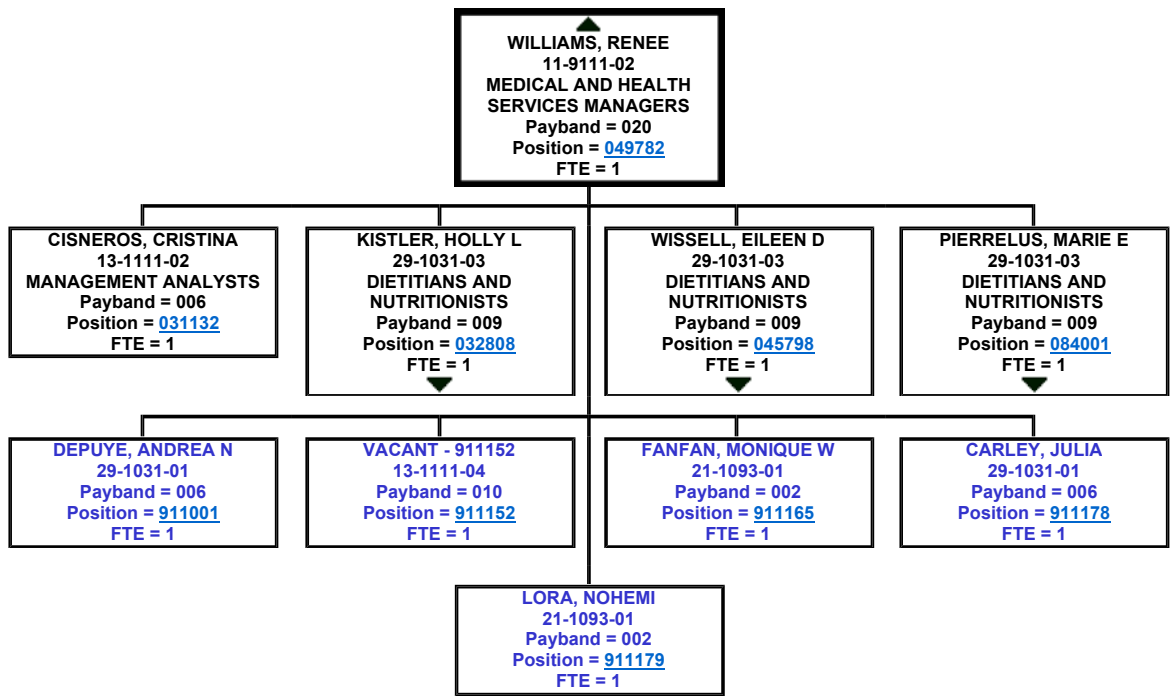 WILLIAMS, RENEE
11-9111-02
MEDICAL AND HEALTH
SERVICES MANAGERS
Payband = 020
Position = 049782
FTE = 1
CISNEROS, CRISTINA
13-1111-02
MANAGEMENT ANALYSTS
Payband = 006
Position = 031132
FTE = 1
KISTLER, HOLLY L
29-1031-03
DIETITIANS AND
NUTRITIONISTS
Payband = 009
Position = 032808
FTE = 1
WISSELL, EILEEN D
29-1031-03
DIETITIANS AND
NUTRITIONISTS
Payband = 009
Position = 045798
FTE = 1
PIERRELUS, MARIE E
29-1031-03
DIETITIANS AND
NUTRITIONISTS
Payband = 009
Position = 084001
FTE = 1
DEPUYE, ANDREA N
29-1031-01
Payband = 006
Position = 911001
FTE = 1
VACANT - 911152
13-1111-04
Payband = 010
Position = 911152
FTE = 1
FANFAN, MONIQUE W
21-1093-01
Payband = 002
Position = 911165
FTE = 1
CARLEY, JULIA
29-1031-01
Payband = 006
Position = 911178
FTE = 1
LORA, NOHEMI
21-1093-01
Payband = 002
Position = 911179
FTE = 1